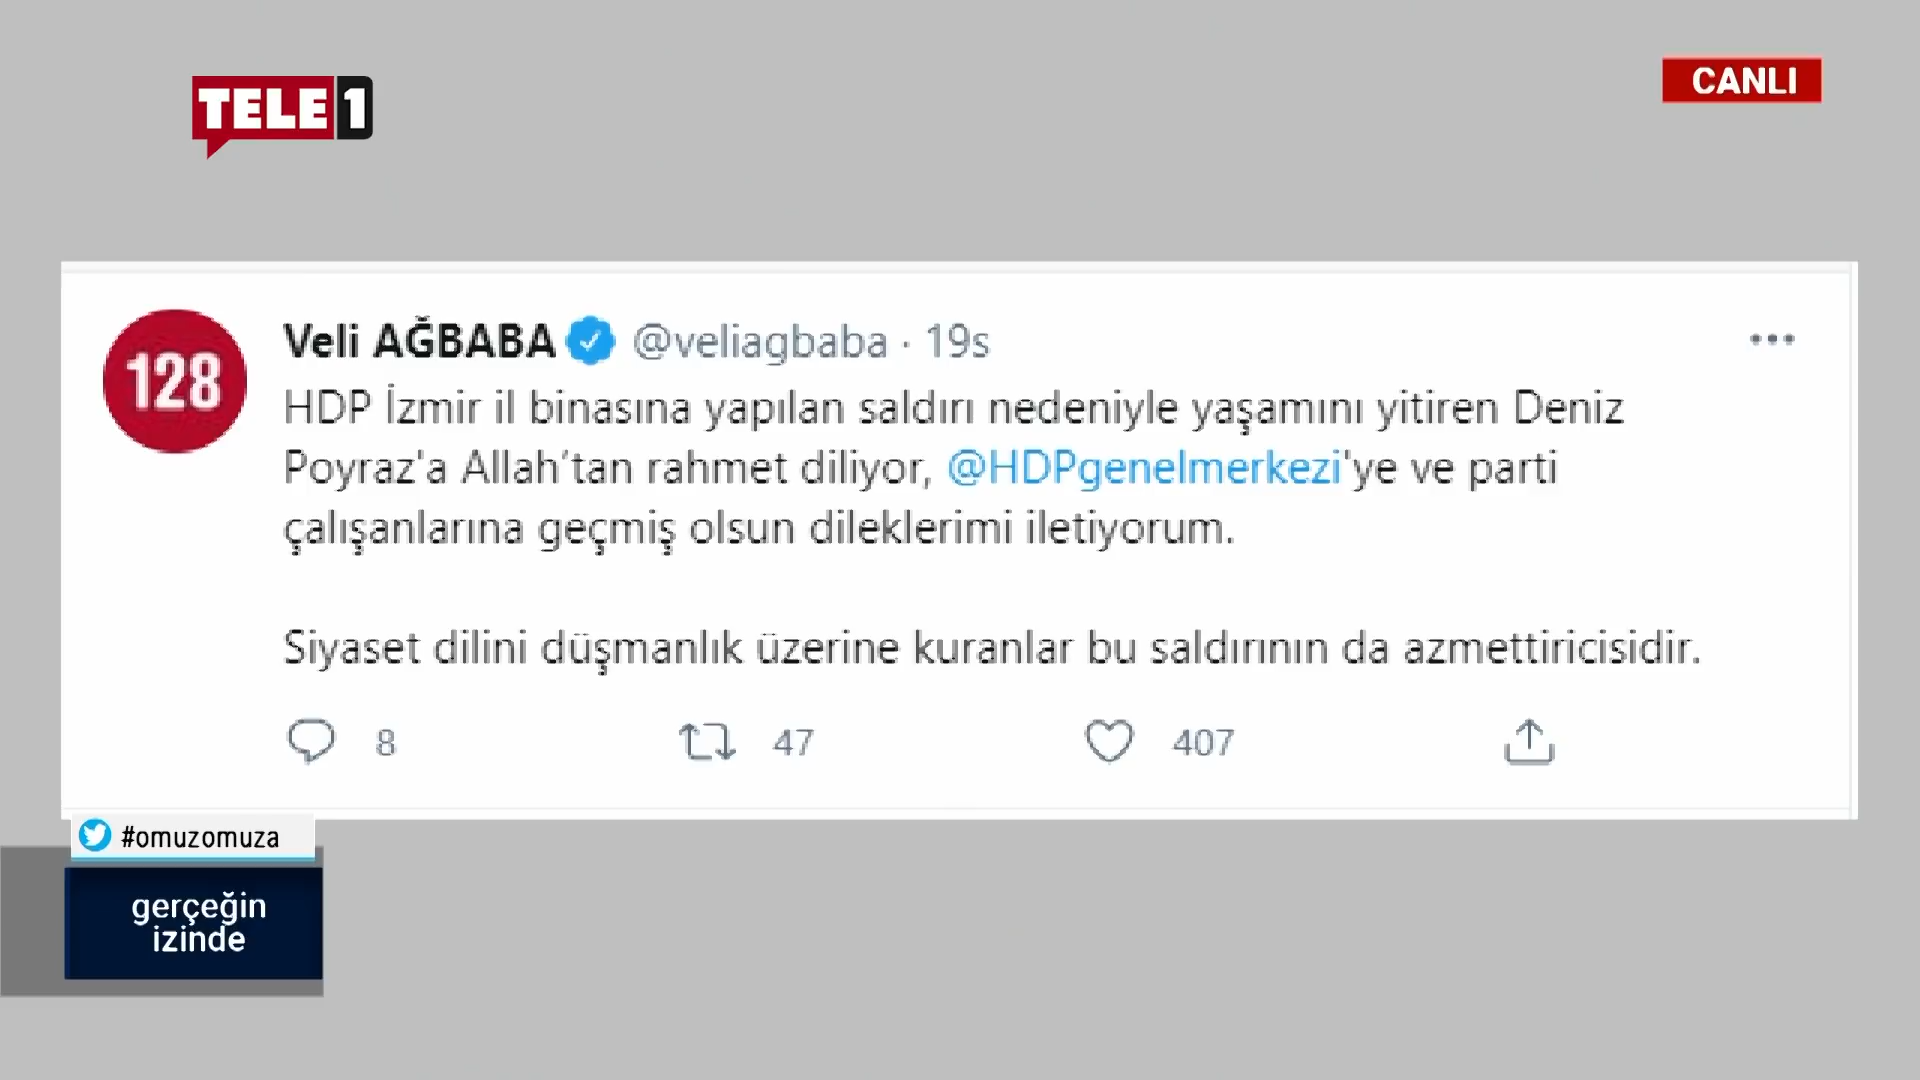 TELE1
CANLI
128
Veli AĞBABA @veliagbaba · 19s
HDP İzmir il binasına yapılan saldırı nedeniyle yaşamını yitiren Deniz
Poyraz'a Allah'tan rahmet diliyor, @HDPgenelmerkezi'ye ve parti
çalışanlarına geçmiş olsun dileklerimi iletiyorum.
Siyaset dilini düşmanlık üzerine kuranlar bu saldırının da azmettiricisidir.
8 47 407
#omuzomuza
gerçeğin
izinde